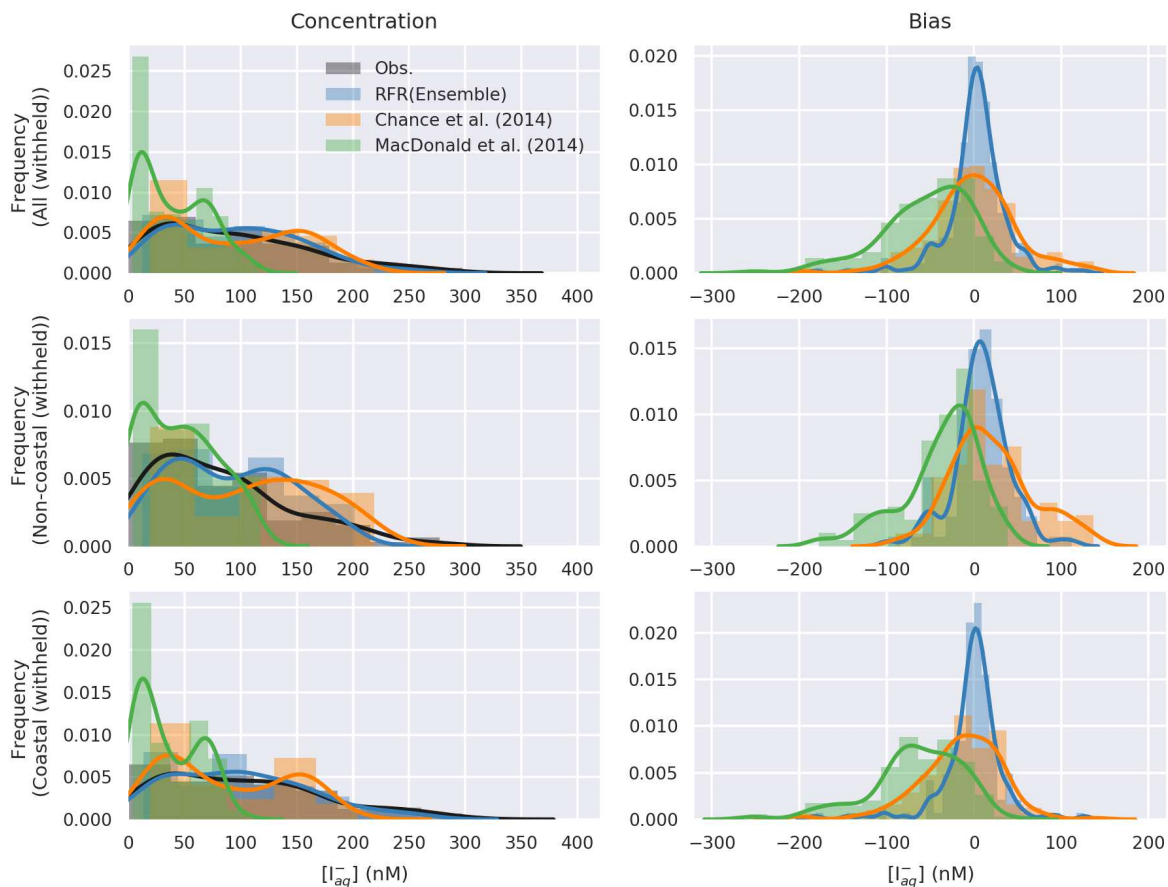 Concentration
Bias
Frequency
(All (withheld))
0.025
0.020
0.015
0.010
0.005
0.000
Obs.
RFR(Ensemble)
Chance et al. (2014)
MacDonald et al. (2014)
0 50 100 150 200 250 300 350 400
0.020
0.015
0.010
0.005
0.000
−300 −200 −100 0 100 200
Frequency
(Non-coastal (withheld))
0.015
0.010
0.005
0.000
0 50 100 150 200 250 300 350 400
0.015
0.010
0.005
0.000
−300 −200 −100 0 100 200
Frequency
(Coastal (withheld))
0.025
0.020
0.015
0.010
0.005
0.000
0 50 100 150 200 250 300 350 400
[I⁻aq] (nM)
0.020
0.015
0.010
0.005
0.000
−300 −200 −100 0 100 200
[I⁻aq] (nM)